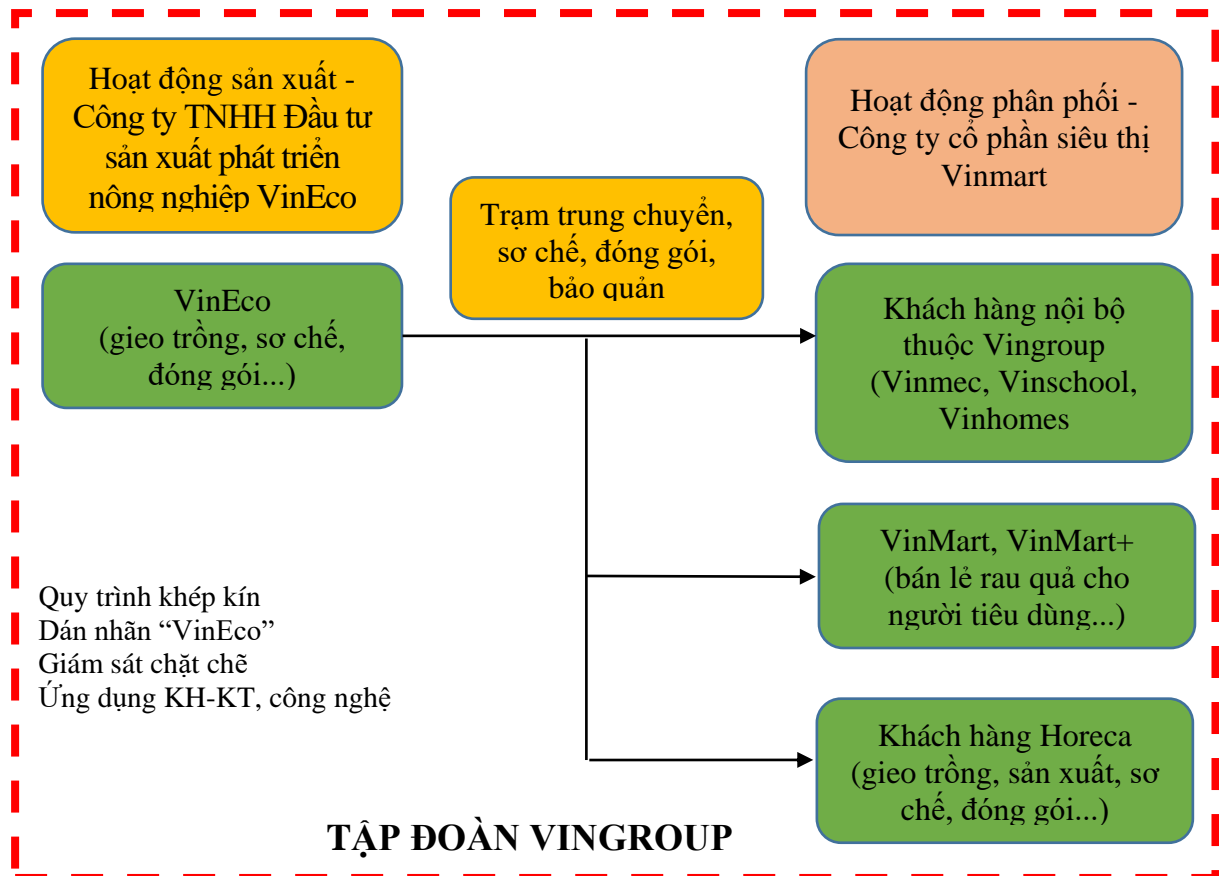 Hoạt động sản xuất -
Công ty TNHH Đầu tư
sản xuất phát triển
nông nghiệp VinEco
Hoạt động phân phối -
Công ty cổ phần siêu thị
Vinmart
Trạm trung chuyển,
sơ chế, đóng gói,
bảo quản
VinEco
(gieo trồng, sơ chế,
đóng gói...)
Khách hàng nội bộ
thuộc Vingroup
(Vinmec, Vinschool,
Vinhomes
VinMart, VinMart+
(bán lẻ rau quả cho
người tiêu dùng...)
Quy trình khép kín
Dán nhãn “VinEco”
Giám sát chặt chẽ
Ứng dụng KH-KT, công nghệ
Khách hàng Horeca
(gieo trồng, sản xuất, sơ
chế, đóng gói...)
TẬP ĐOÀN VINGROUP